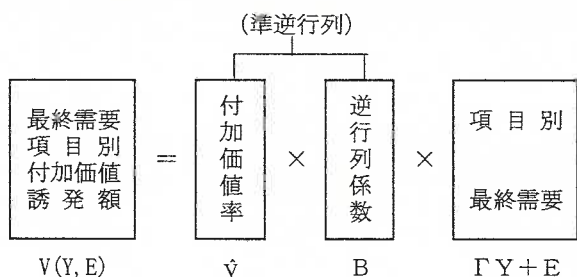 (準逆行列)
最終需要
項目別
付加価値
誘発額
=
付加価値率
×
逆行列係数
×
項目別
最終需要
V(Y, E)
v̂
B
ΓY+E